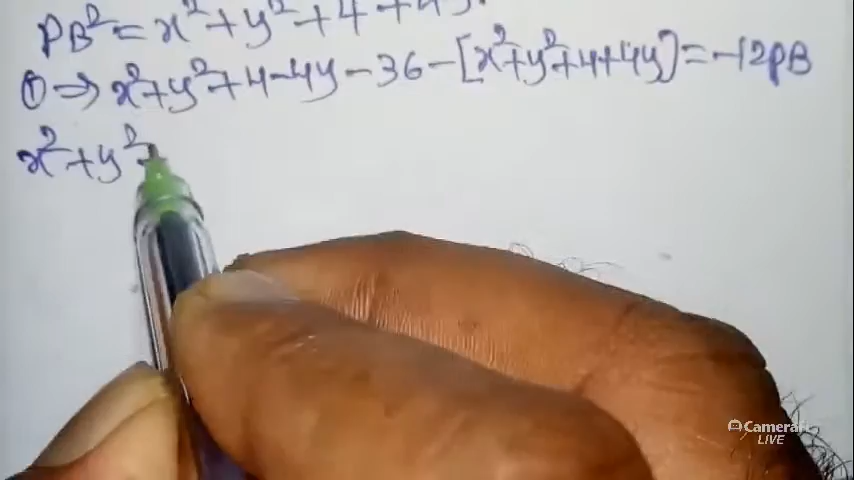 PB² = x² + y² + 4 + 4y.
① ⇒ x² + y² + 4 - 4y - 36 - [x² + y² + 4 + 4y] = -12PB
x² + y²
CameraFi
LIVE